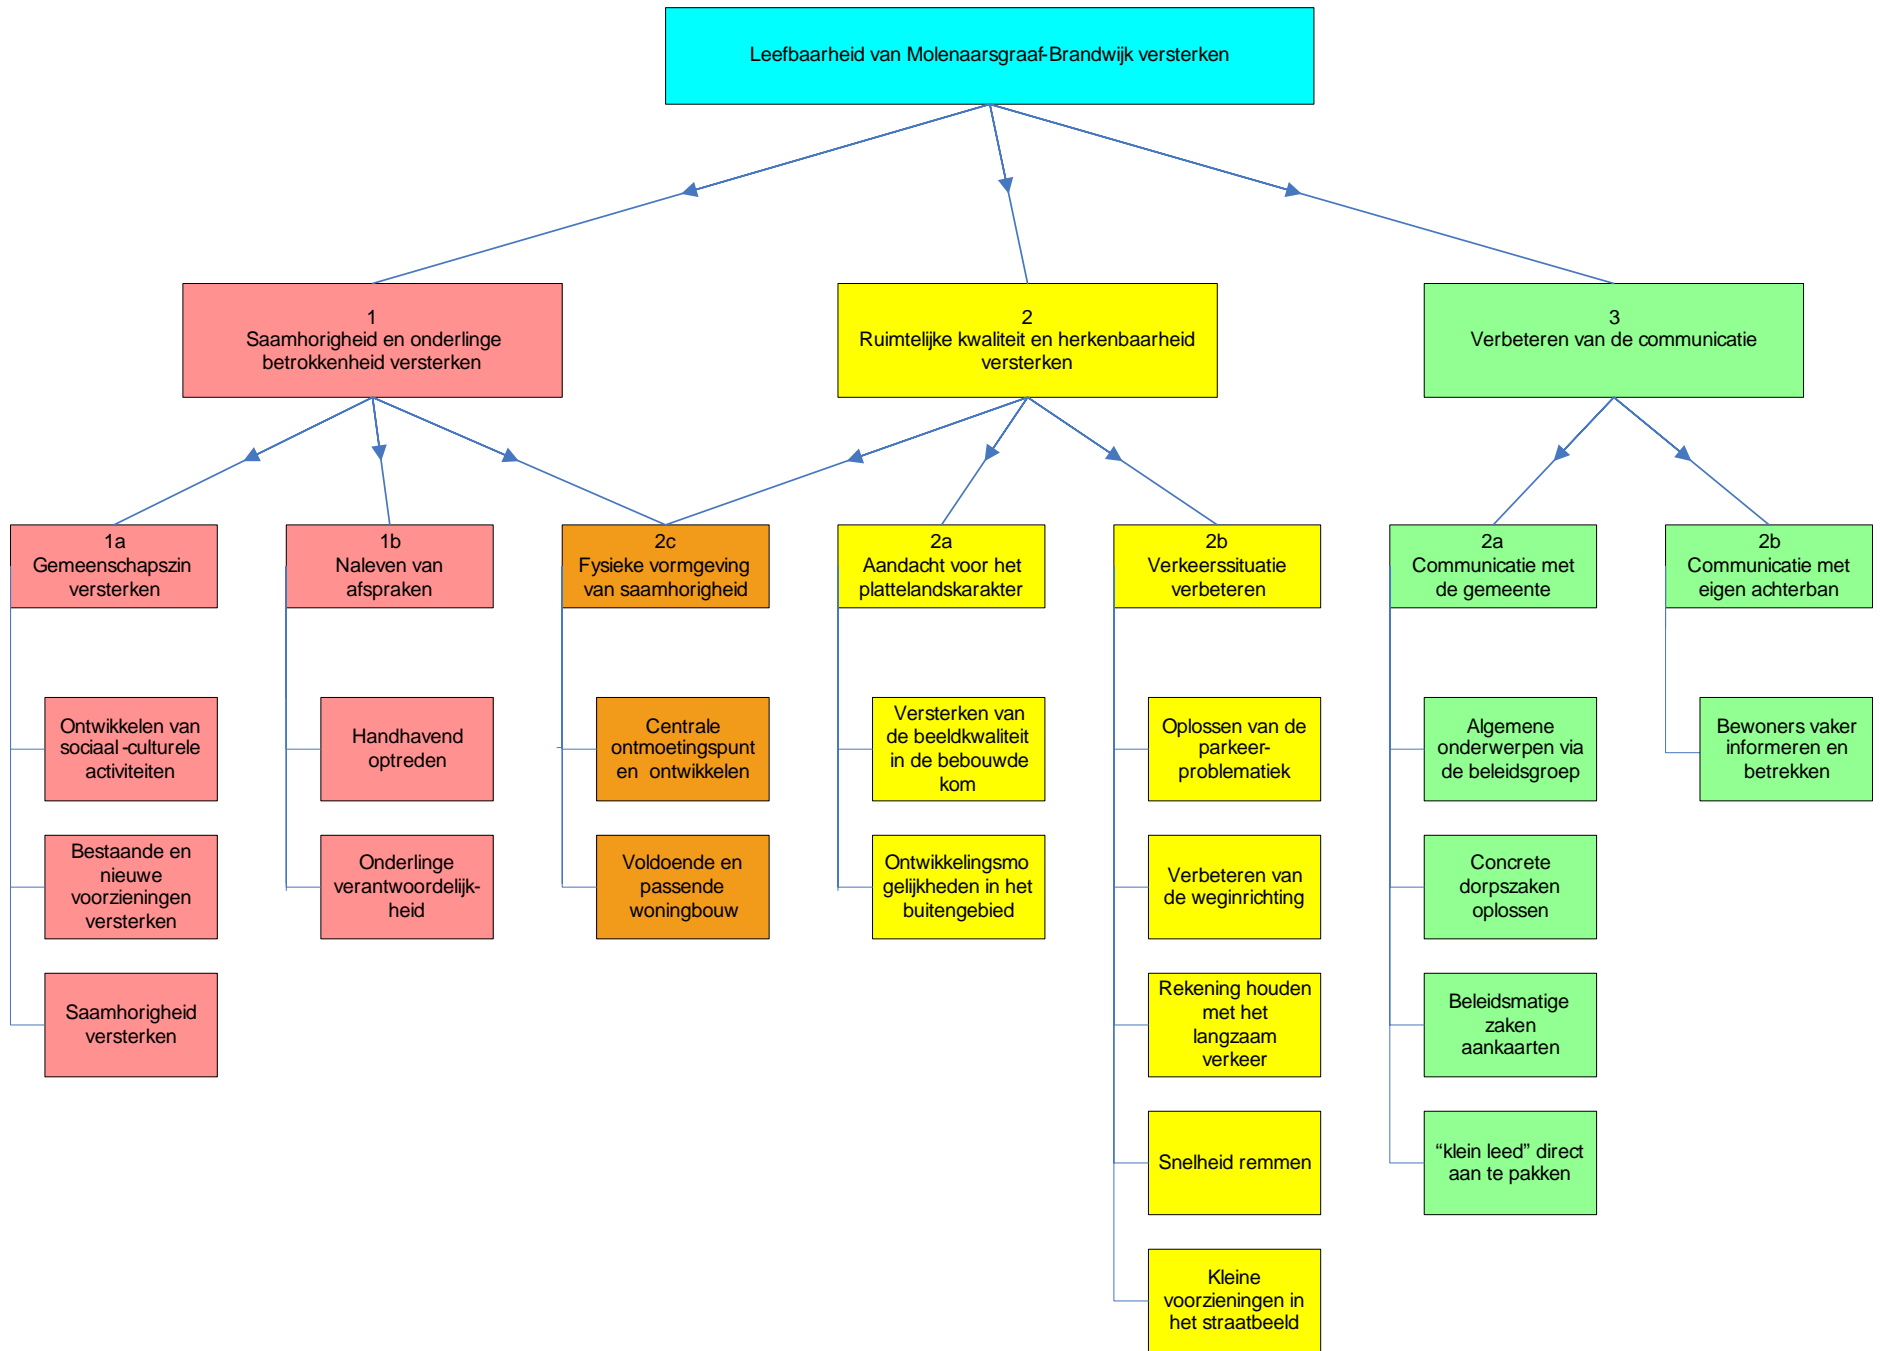 Leefbaarheid van Molenaarsgraaf-Brandwijk versterken
1
Saamhorigheid en onderlinge
betrokkenheid versterken
2
Ruimtelijke kwaliteit en herkenbaarheid
versterken
3
Verbeteren van de communicatie
1a
Gemeenschapszin
versterken
1b
Naleven van
afspraken
2c
Fysieke vormgeving
van saamhorigheid
2a
Aandacht voor het
plattelandskarakter
2b
Verkeerssituatie
verbeteren
2a
Communicatie met
de gemeente
2b
Communicatie met
eigen achterban
Ontwikkelen van
sociaal-culturele
activiteiten
Handhavend
optreden
Centrale
ontmoetingspunt
en ontwikkelen
Versterken van
de beeldkwaliteit
in de bebouwde
kom
Oplossen van de
parkeer-
problematiek
Algemene
onderwerpen via
de beleidsgroep
Bewoners vaker
informeren en
betrekken
Bestaande en
nieuwe
voorzieningen
versterken
Onderlinge
verantwoordelijk-
heid
Voldoende en
passende
woningbouw
Ontwikkelingsmo
gelijkheden in het
buitengebied
Verbeteren van
de weginrichting
Concrete
dorpszaken
oplossen
Saamhorigheid
versterken
Rekening houden
met het
langzaam
verkeer
Beleidsmatige
zaken
aankaarten
Snelheid remmen
“klein leed” direct
aan te pakken
Kleine
voorzieningen in
het straatbeeld